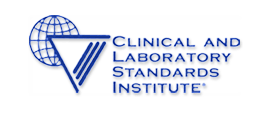 CLINICAL AND
LABORATORY
STANDARDS
INSTITUTE®